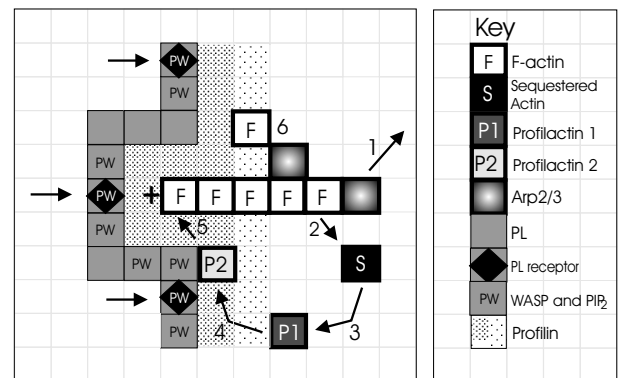 PW
PW
F 6
1
PW
PW + F F F F F
PW 5 2
PW PW P2 S
PW 4 3
PW P1
Key
F F-actin
S Sequestered
Actin
P1 Profilactin 1
P2 Profilactin 2
Arp2/3
PL
PL receptor
PW WASP and PIP2
Profilin